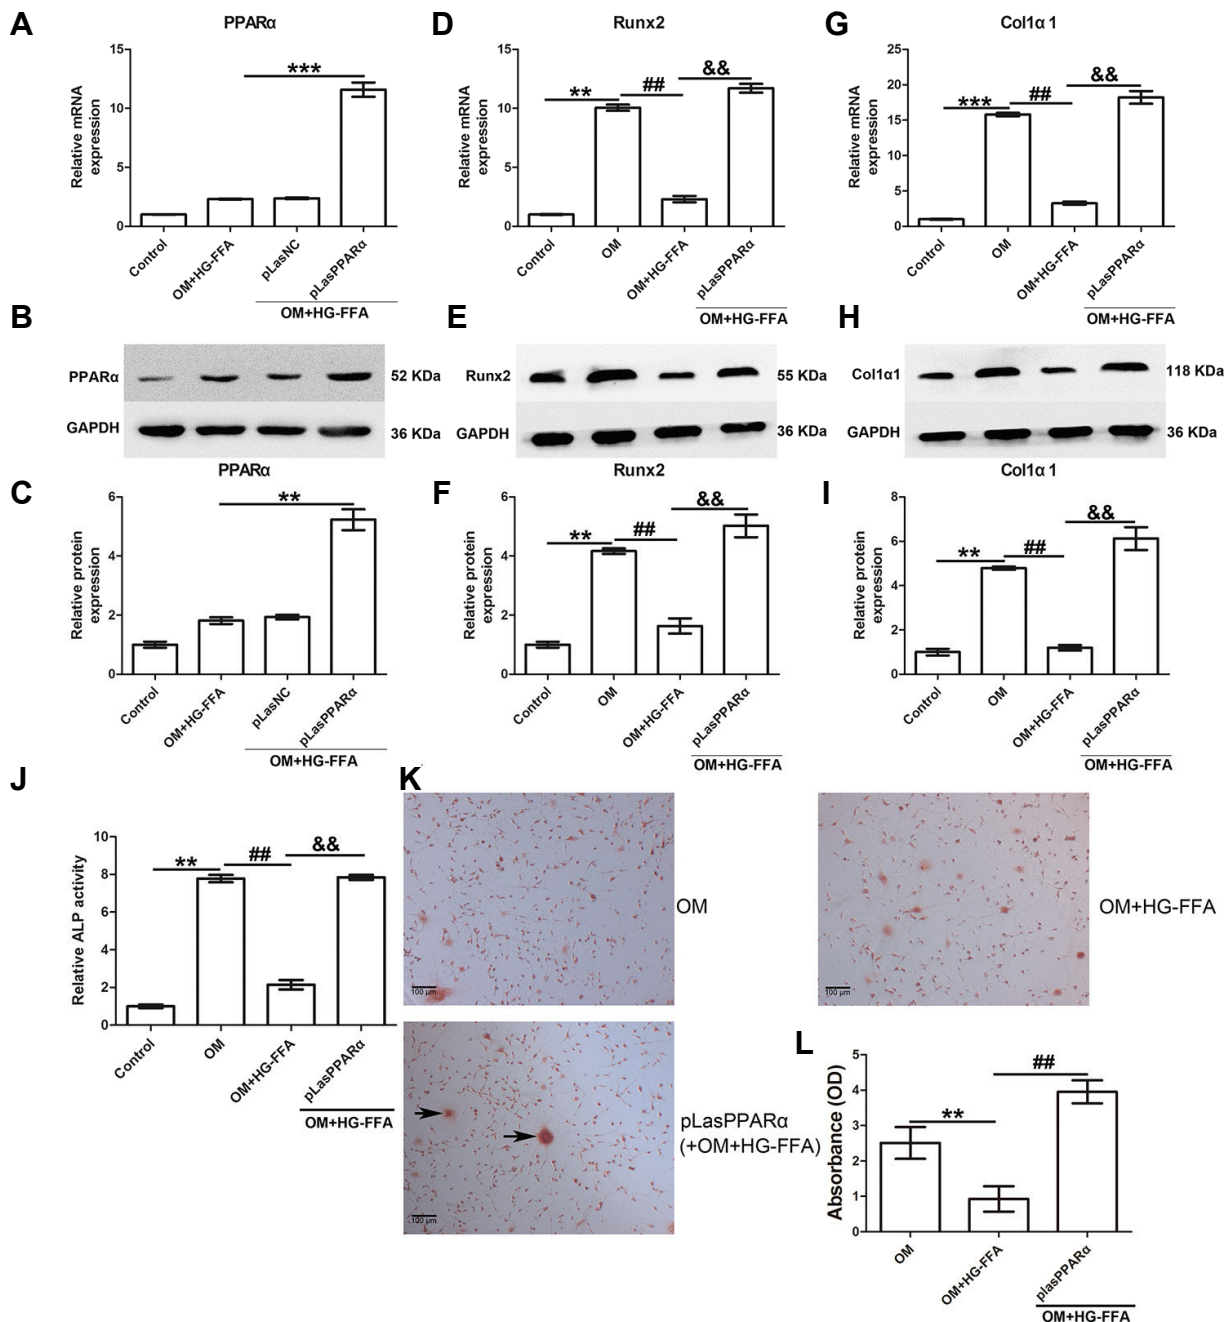 A
PPARα
Relative mRNA
expression
15
10
5
0
***
Control
OM+HG-FFA
pLasNC
pLasPPARα
OM+HG-FFA
D
Runx2
Relative mRNA
expression
15
10
5
0
**
##
&&
Control
OM
OM+HG-FFA
pLasPPARα
OM+HG-FFA
G
Col1α 1
Relative mRNA
expression
25
20
15
10
5
0
***
##
&&
Control
OM
OM+HG-FFA
pLasPPARα
OM+HG-FFA
B
PPARα
52 KDa
GAPDH
36 KDa
E
Runx2
55 KDa
GAPDH
36 KDa
H
Col1α1
118 KDa
GAPDH
36 KDa
C
PPARα
Relative protein
expression
6
4
2
0
**
Control
OM+HG-FFA
pLasNC
pLasPPARα
OM+HG-FFA
F
Runx2
Relative protein
expression
6
4
2
0
**
##
&&
Control
OM
OM+HG-FFA
pLasPPARα
OM+HG-FFA
I
Col1α 1
Relative protein
expression
8
6
4
2
0
**
##
&&
Control
OM
OM+HG-FFA
pLasPPARα
OM+HG-FFA
J
Relative ALP activity
10
8
6
4
2
0
**
##
&&
Control
OM
OM+HG-FFA
pLasPPARα
OM+HG-FFA
K
100 μm
OM
100 μm
OM+HG-FFA
100 μm
pLasPPARα
(+OM+HG-FFA)
L
Absorbance (OD)
5
4
3
2
1
0
**
##
OM
OM+HG-FFA
plasPPARα
OM+HG-FFA